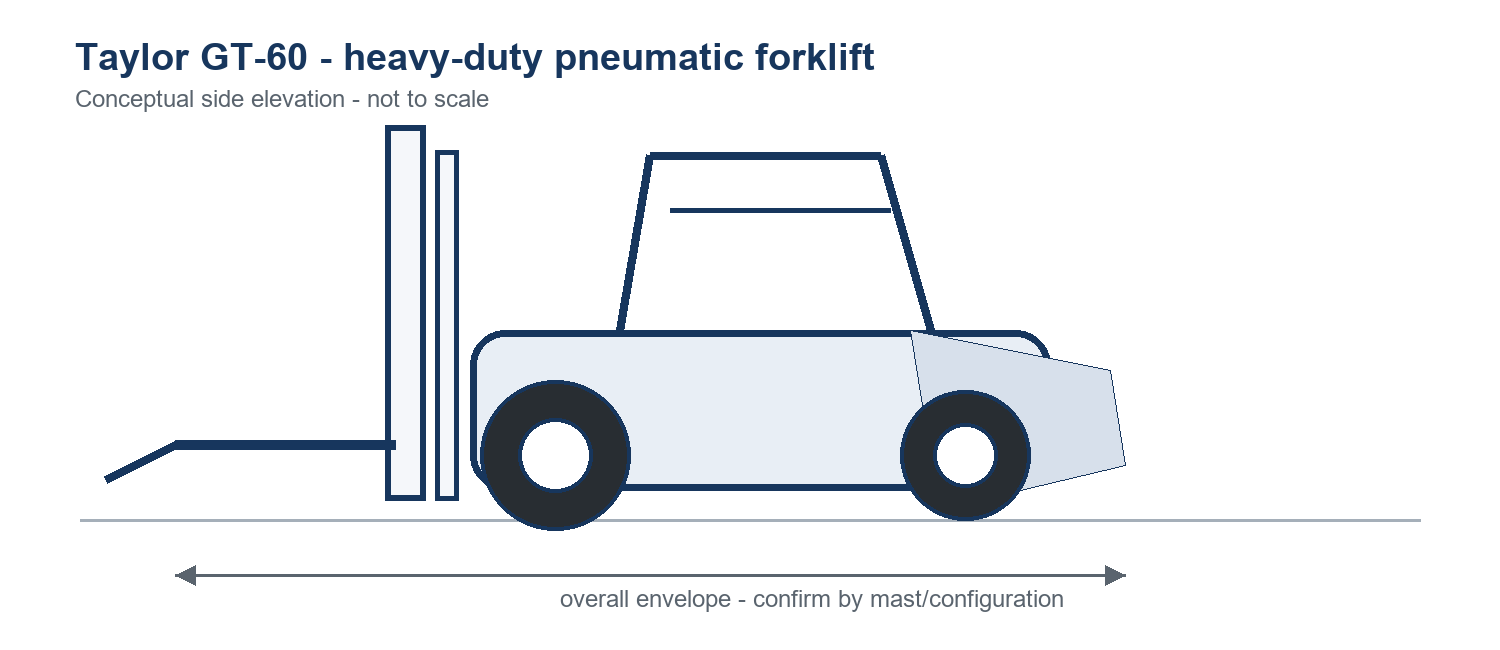 Taylor GT-60 - heavy-duty pneumatic forklift
Conceptual side elevation - not to scale
overall envelope - confirm by mast/configuration